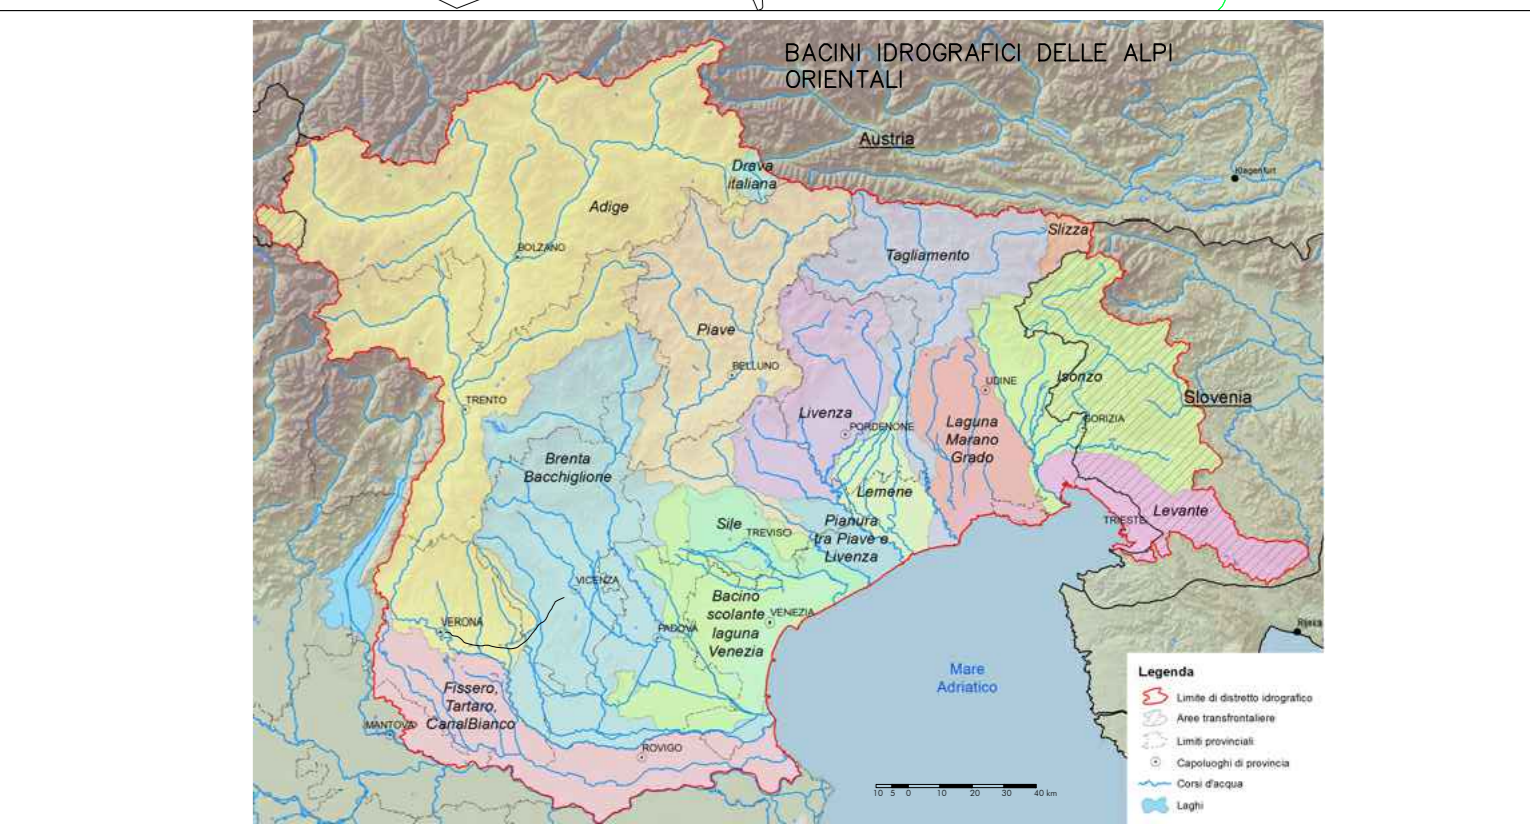 BACINI IDROGRAFICI DELLE ALPI
ORIENTALI
Austria
Klagenfurt
Drava
italiana
Adige
Slizza
BOLZANO
Tagliamento
Piave
BELLUNO
Isonzo
UDINE
Slovenia
TRENTO
Livenza
PORDENONE
GORIZIA
Laguna
Marano
Grado
Brenta
Bacchiglione
Lemene
Levante
TRIESTE
Sile
TREVISO
Pianura
tra Piave e
Livenza
VICENZA
Bacino
scolante
laguna
Venezia
VENEZIA
VERONA
PADOVA
Rijeka
Mare
Adriatico
Fissero,
Tartaro,
CanalBianco
MANTOVA
ROVIGO
10 5 0 10 20 30 40 km
Legenda
Limite di distretto idrografico
Aree transfrontaliere
Limiti provinciali
Capoluoghi di provincia
Corsi d'acqua
Laghi